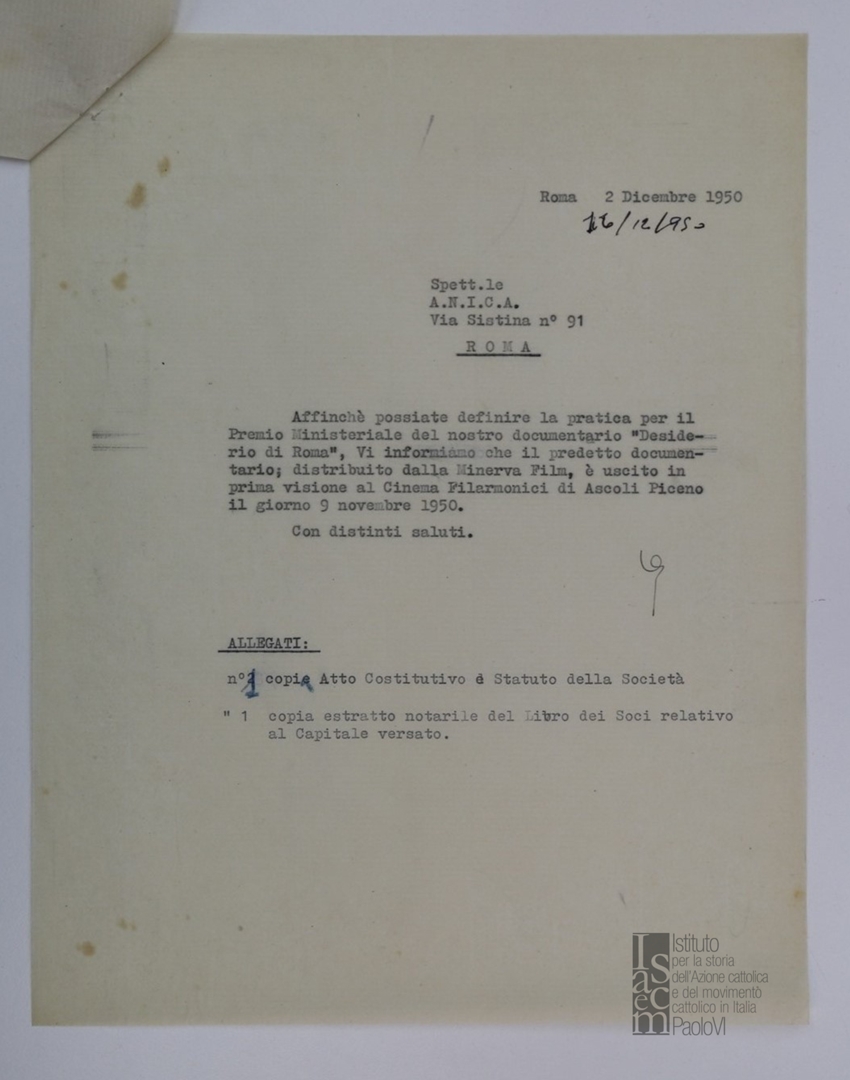 Roma 2 Dicembre 1950
16/12/950
Spett.le
A.N.I.C.A.
Via Sistina n° 91
R O M A
Affinchè possiate definire la pratica per il
Premio Ministeriale del nostro documentario "Deside-
rio di Roma", Vi informiamo che il predetto documen-
tario; distribuito dalla Minerva Film, è uscito in
prima visione al Cinema Filarmonici di Ascoli Piceno
il giorno 9 novembre 1950.
Con distinti saluti.
ALLEGATI:
n°1 copia Atto Costitutivo e Statuto della Società
" 1 copia estratto notarile del Libro dei Soci relativo
al Capitale versato.
Isacem
Istituto
per la storia
dell'Azione cattolica
e del movimento
cattolico in Italia
PaoloVI